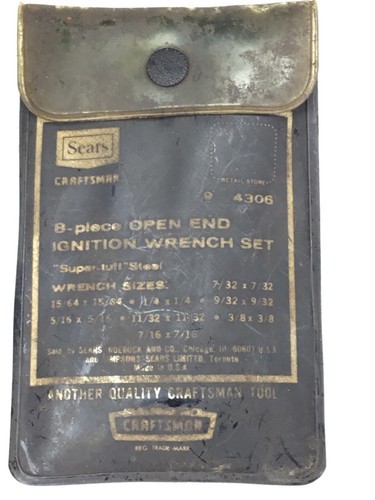 Sears
CRAFTSMAN
(RETAIL STORE)
9 4306
8-piece OPEN END
IGNITION WRENCH SET
"Super-tuff" Steel
WRENCH SIZES: 7/32 x 7/32
15/64 x 15/64 • 1/4 x 1/4 • 9/32 x 9/32
5/16 x 5/16 • 11/32 x 11/32 • 3/8 x 3/8
7/16 x 7/16
Sold by SEARS, ROEBUCK AND CO., Chicago, Ill. 60607 U.S.A.
AND SIMPSONS-SEARS LIMITED, Toronto
Made in U.S.A.
ANOTHER QUALITY CRAFTSMAN TOOL
CRAFTSMAN
REG. TRADE MARK